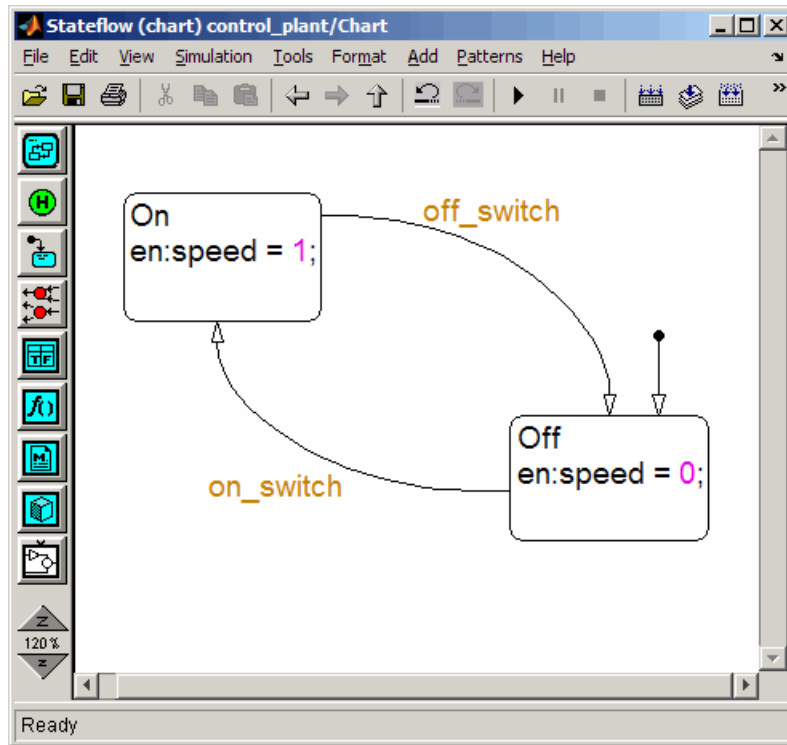 Stateflow (chart) control_plant/Chart
File Edit View Simulation Tools Format Add Patterns Help
On
en:speed = 1;
off_switch
H
TF
f()
M
Off
en:speed = 0;
on_switch
Z
120%
z
Ready